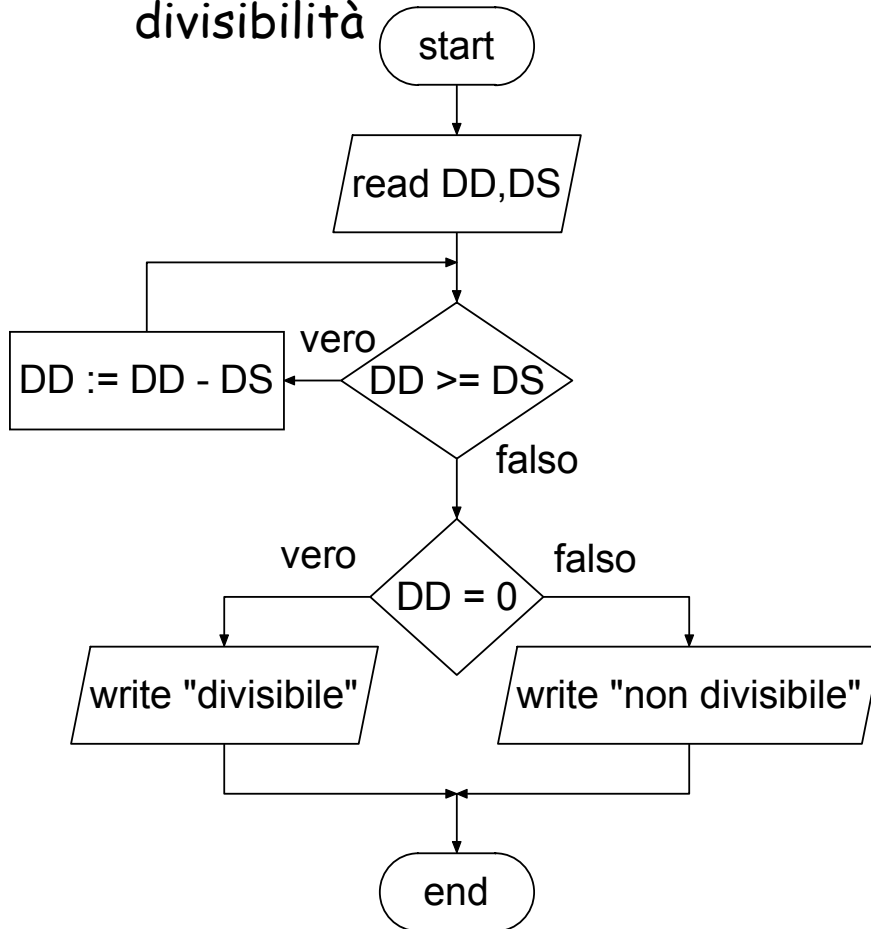 divisibilità
start
read DD,DS
vero
DD := DD - DS
DD >= DS
falso
vero
falso
DD = 0
write "divisibile"
write "non divisibile"
end